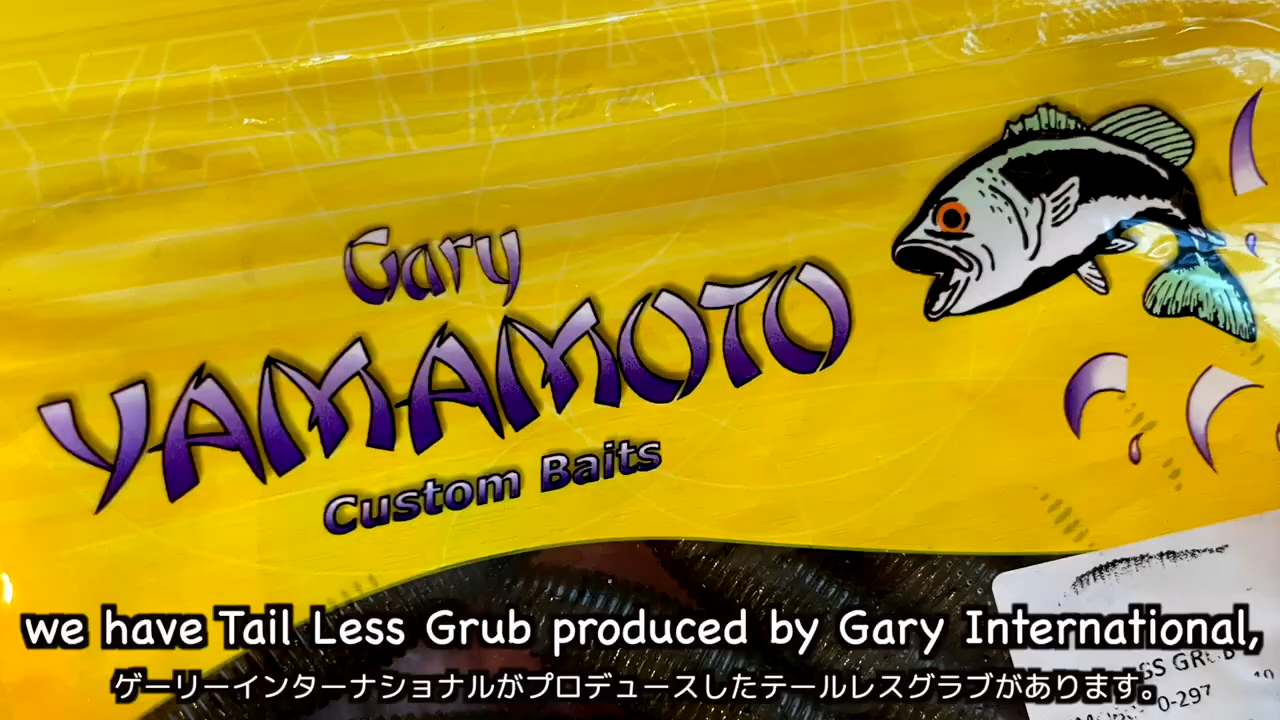 Gary
YAMAMOTO
Custom Baits
we have Tail Less Grub produced by Gary International,
ゲーリーインターナショナルがプロデュースしたテールレスグラブがあります。